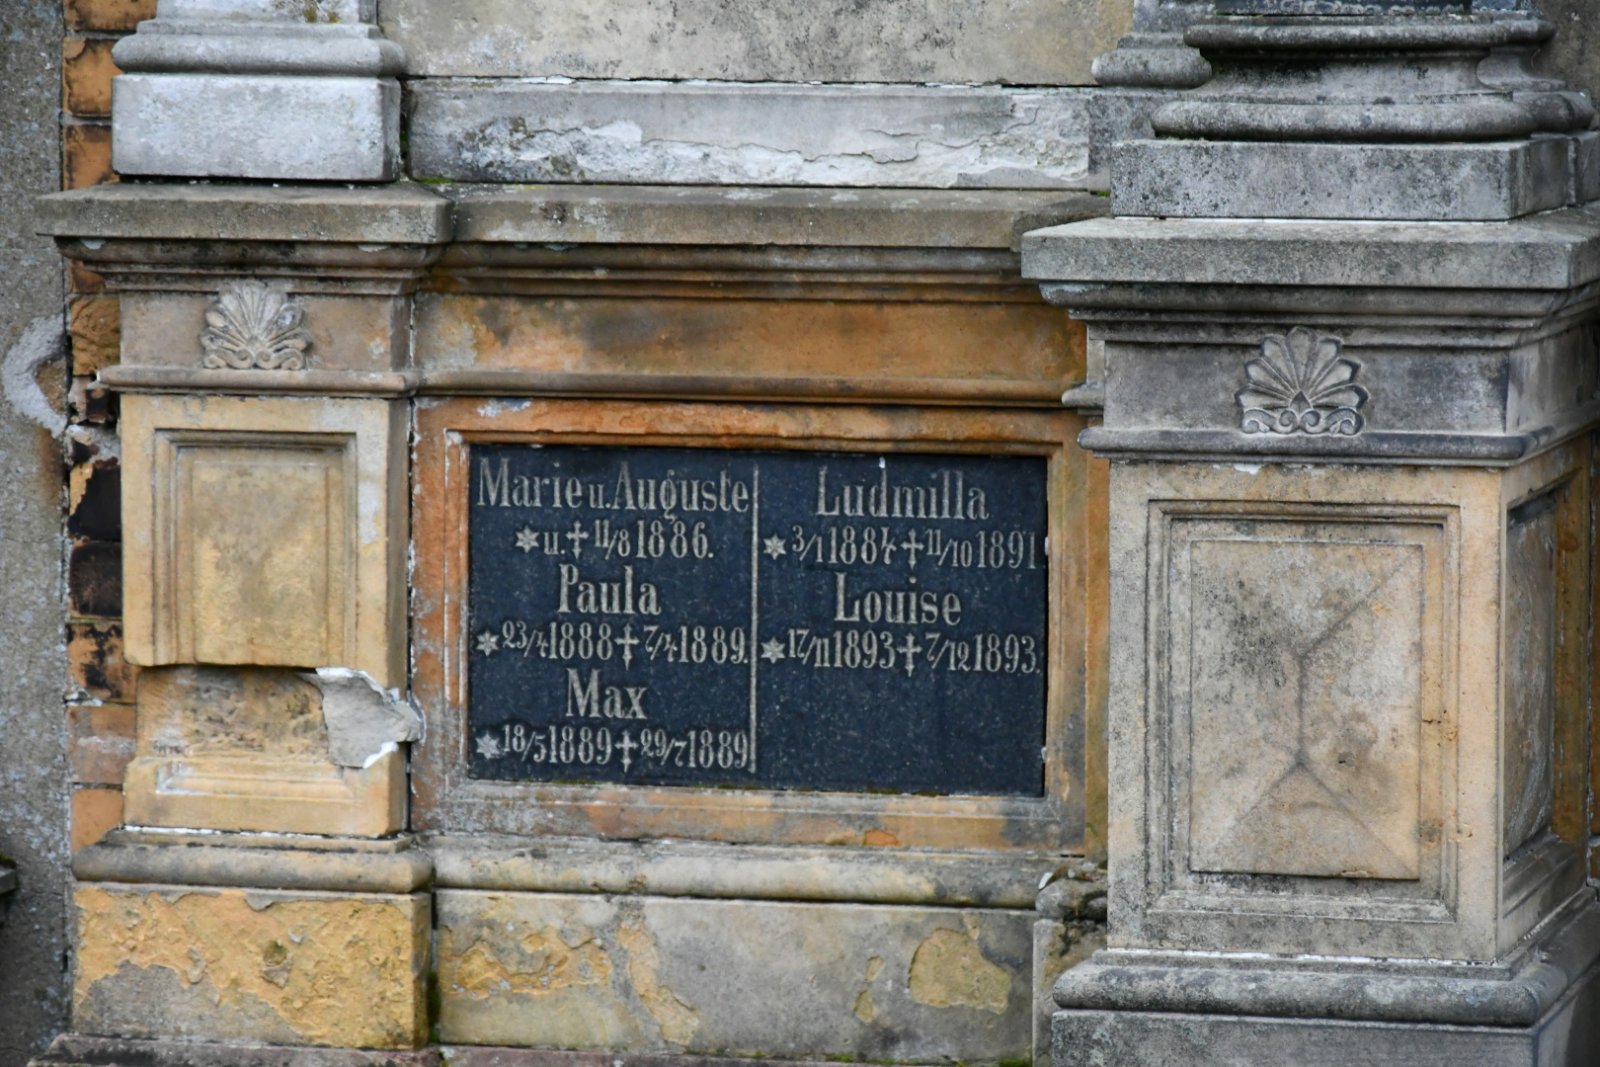 Marie u. Auguste
* u. † 11/8 1886.
Paula
* 23/4 1888 † 7/4 1889.
Max
* 18/5 1889 † 29/7 1889
Ludmilla
* 3/1 1884 † 11/10 1891
Louise
* 17/11 1893 † 7/12 1893.